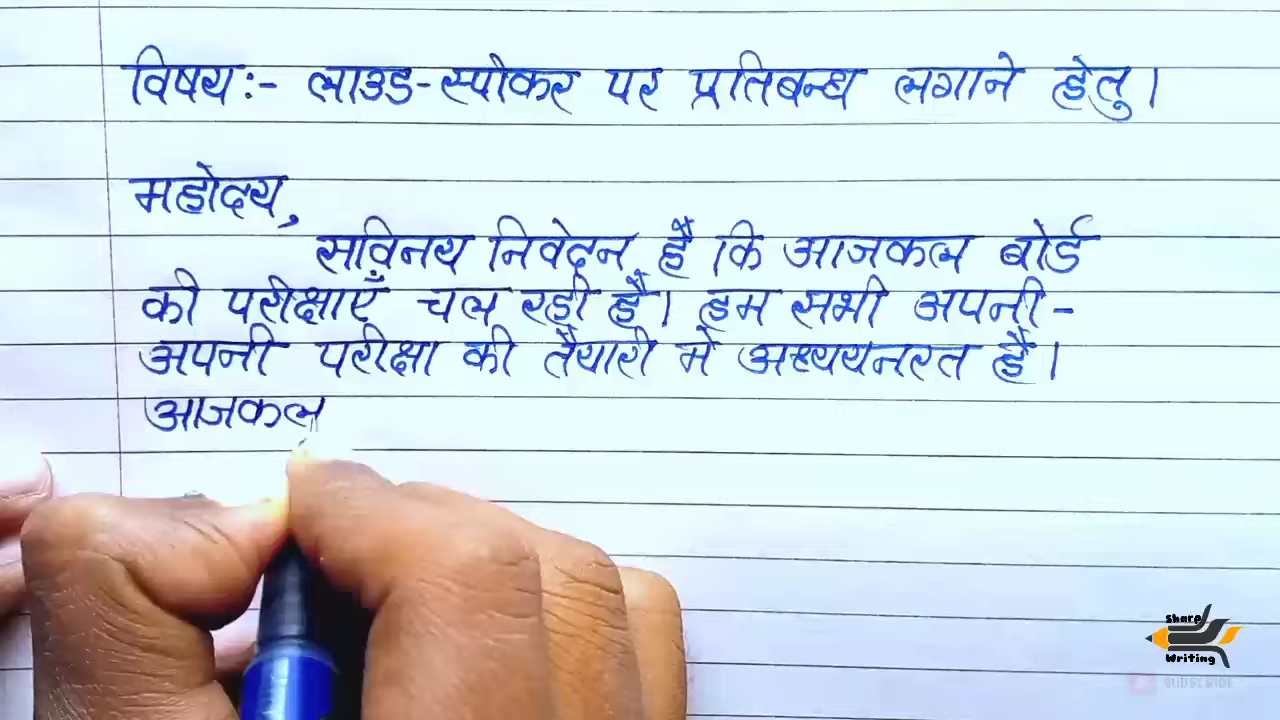 विषय:- लाउड-स्पीकर पर प्रतिबन्ध लगाने हेतु।
महोदय,
सविनय निवेदन है कि आजकल बोर्ड
की परीक्षाएँ चल रही है। हम सभी अपनी-
अपनी परीक्षा की तैयारी में अध्ययनरत है।
आजकल
Share
Writing
SUBSCRIBE